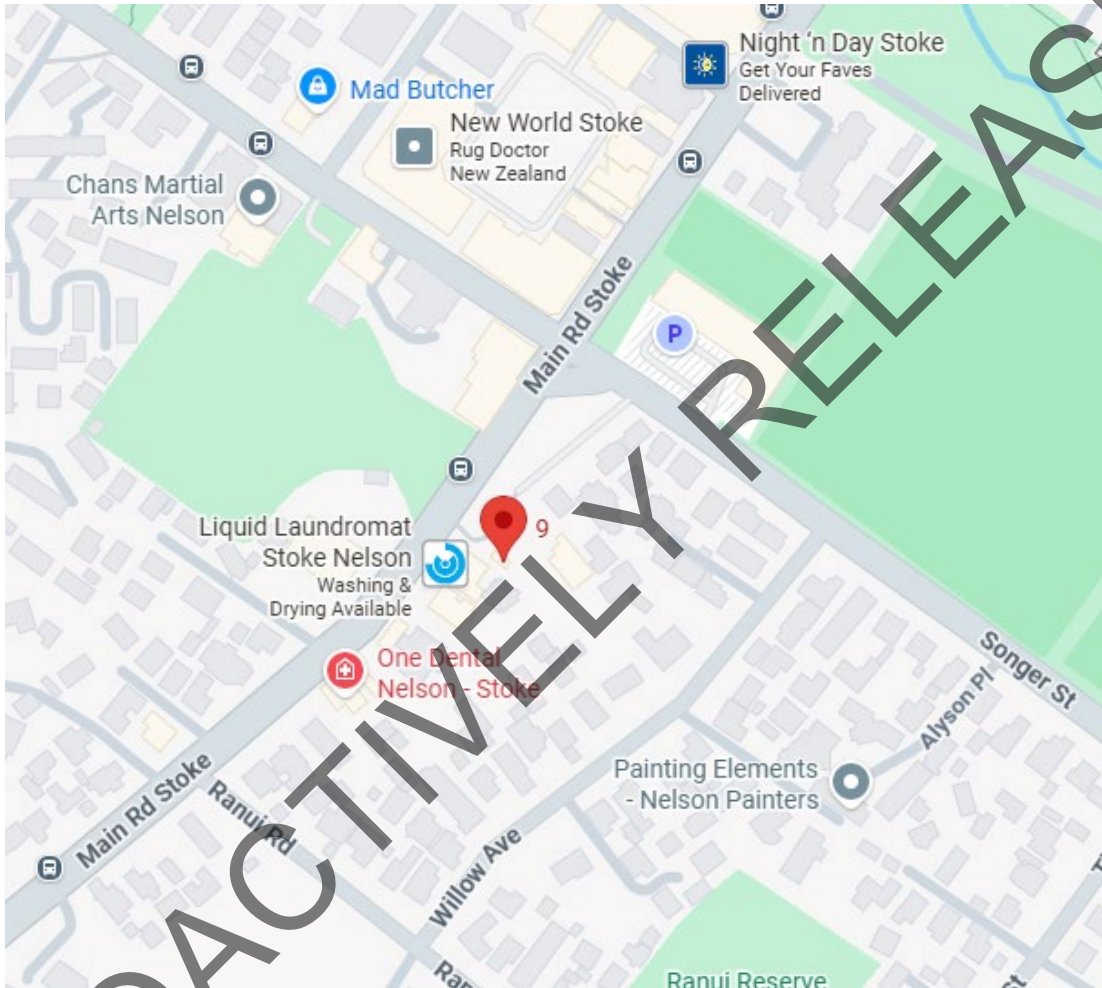 Night 'n Day Stoke
Get Your Faves
Delivered
Mad Butcher
New World Stoke
Rug Doctor
New Zealand
Chans Martial
Arts Nelson
Main Rd Stoke
P
Liquid Laundromat
Stoke Nelson
Washing &
Drying Available
9
One Dental
Nelson - Stoke
Songer St
Alyson Pl
Painting Elements
- Nelson Painters
Main Rd Stoke
Ranui Rd
Willow Ave
Ranui Reserve
OACTIVELY RELEAS